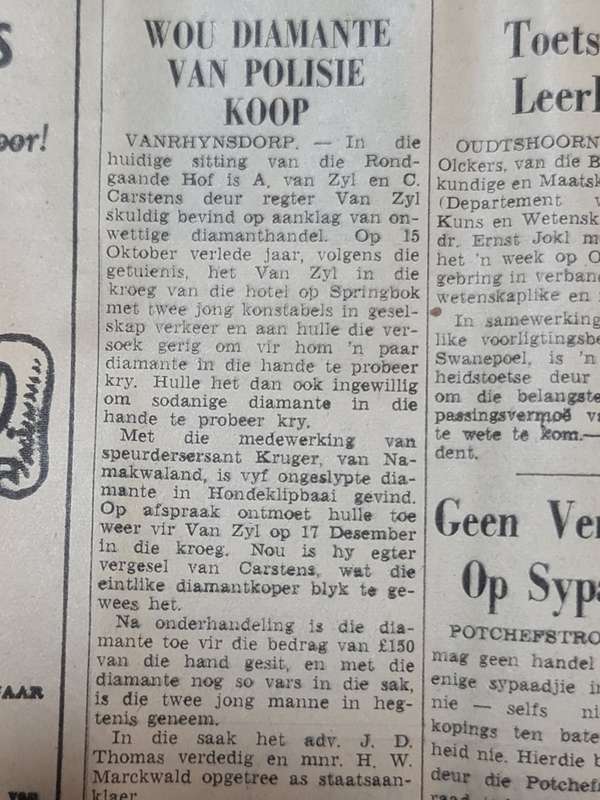 WOU DIAMANTE
VAN POLISIE
KOOP
VANRHYNSDORP. — In die
huidige sitting van die Rond-
gaande Hof is A. van Zyl en C.
Carstens deur regter Van Zyl
skuldig bevind op aanklag van on-
wettige diamanthandel. Op 15
Oktober verlede jaar, volgens die
getuienis, het Van Zyl in die
kroeg van die hotel op Springbok
met twee jong konstabels in gesel-
skap verkeer en aan hulle die ver-
soek gerig om vir hom 'n paar
diamante in die hande te probeer
kry. Hulle het dan ook ingewillig
om sodanige diamante in die
hande te probeer kry.
Met die medewerking van
speurdersersant Kruger, van Na-
makwaland, is vyf ongeslypte dia-
mante in Hondeklipbaai gevind.
Op afspraak ontmoet hulle toe
weer vir Van Zyl op 17 Desember
in die kroeg. Nou is hy egter
vergesel van Carstens, wat die
eintlike diamantkoper blyk te ge-
wees het.
Na onderhandeling is die dia-
mante toe vir die bedrag van £150
van die hand gesit, en met die
diamante nog so vars in die sak,
is die twee jong manne in heg-
tenis geneem.
In die saak het adv. J. D.
Thomas verdedig en mnr. H. W.
Marckwald opgetree as staatsaan-
klaer.
Toets
Leer
OUDTSHOORN
Olckers, van die B
kundige en Maatsk
(Departement v
Kuns en Wetensk
dr. Ernst Jokl m
het 'n week op O
gebring in verban
wetenskaplike en
In samewerking
like voorligtingsbe
Swanepoel, is 'n
heidstoetse deur
om die belangste
passingsvermoë va
te wete te kom.—
dent.
Geen Ver
Op Sypa
POTCHEFSTRO
mag geen handel
enige sypaadjie in
nie — selfs ni
kopings ten bate
heid nie. Hierdie b
deur die Potchefs
raad
oor!
AAR
van